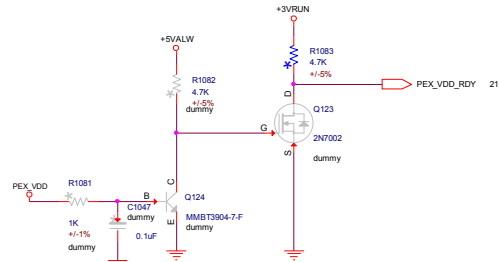 +3VRUN
+5VALW
R1083
4.7K
+/-5%
R1082
4.7K
+/-5%
dummy
PEX_VDD_RDY 21
D
Q123
G
2N7002
S
dummy
PEX_VDD
R1081
C
B
Q124
C1047
dummy
MMBT3904-7-F
E
1K
+/-1%
0.1uF
dummy
dummy